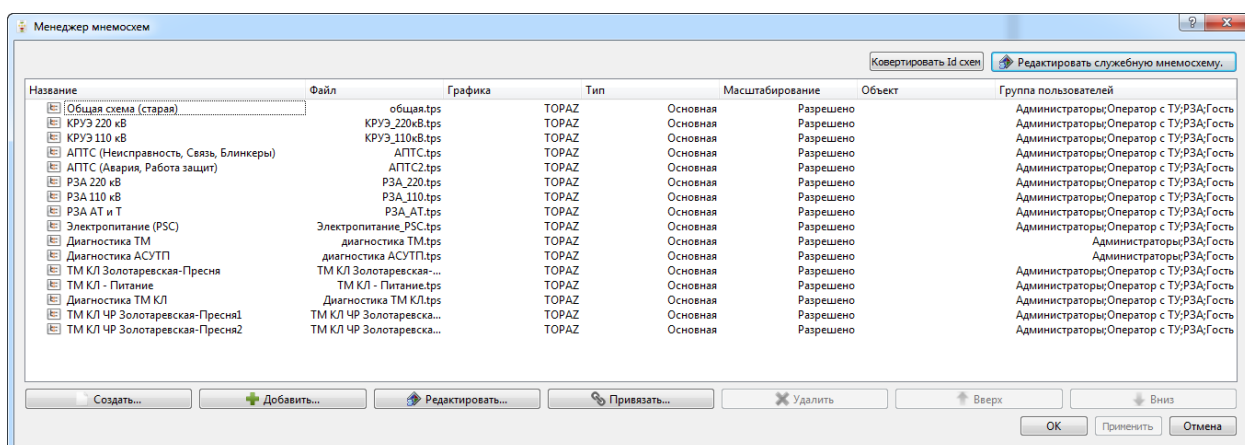 Менеджер мнемосхем
Ковертировать Id схем Редактировать служебную мнемосхему.
Название Файл Графика Тип Масштабирование Объект Группа пользователей
Общая схема (старая) общая.tps TOPAZ Основная Разрешено Администраторы;Оператор с ТУ;РЗА;Гость
КРУЭ 220 кВ КРУЭ_220кВ.tps TOPAZ Основная Разрешено Администраторы;Оператор с ТУ;РЗА;Гость
КРУЭ 110 кВ КРУЭ_110кВ.tps TOPAZ Основная Разрешено Администраторы;Оператор с ТУ;РЗА;Гость
АПТС (Неисправность, Связь, Блинкеры) АПТС.tps TOPAZ Основная Разрешено Администраторы;Оператор с ТУ;РЗА;Гость
АПТС (Авария, Работа защит) АПТС2.tps TOPAZ Основная Разрешено Администраторы;Оператор с ТУ;РЗА;Гость
РЗА 220 кВ РЗА_220.tps TOPAZ Основная Разрешено Администраторы;Оператор с ТУ;РЗА;Гость
РЗА 110 кВ РЗА_110.tps TOPAZ Основная Разрешено Администраторы;Оператор с ТУ;РЗА;Гость
РЗА АТ и Т РЗА_АТ.tps TOPAZ Основная Разрешено Администраторы;Оператор с ТУ;РЗА;Гость
Электропитание (PSC) Электропитание_PSC.tps TOPAZ Основная Разрешено Администраторы;Оператор с ТУ;РЗА;Гость
Диагностика ТМ диагностика ТМ.tps TOPAZ Основная Разрешено Администраторы;РЗА;Гость
Диагностика АСУТП диагностика АСУТП.tps TOPAZ Основная Разрешено Администраторы;РЗА;Гость
ТМ КЛ Золотаревская-Пресня ТМ КЛ Золотаревская-... TOPAZ Основная Разрешено Администраторы;Оператор с ТУ;РЗА;Гость
ТМ КЛ - Питание ТМ КЛ - Питание.tps TOPAZ Основная Разрешено Администраторы;Оператор с ТУ;РЗА;Гость
Диагностика ТМ КЛ Диагностика ТМ КЛ.tps TOPAZ Основная Разрешено Администраторы;Оператор с ТУ;РЗА;Гость
ТМ КЛ ЧР Золотаревская-Пресня1 ТМ КЛ ЧР Золотаревска... TOPAZ Основная Разрешено Администраторы;Оператор с ТУ;РЗА;Гость
ТМ КЛ ЧР Золотаревская-Пресня2 ТМ КЛ ЧР Золотаревска... TOPAZ Основная Разрешено Администраторы;Оператор с ТУ;РЗА;Гость
Создать... Добавить... Редактировать... Привязать... Удалить Вверх Вниз
OK Применить Отмена